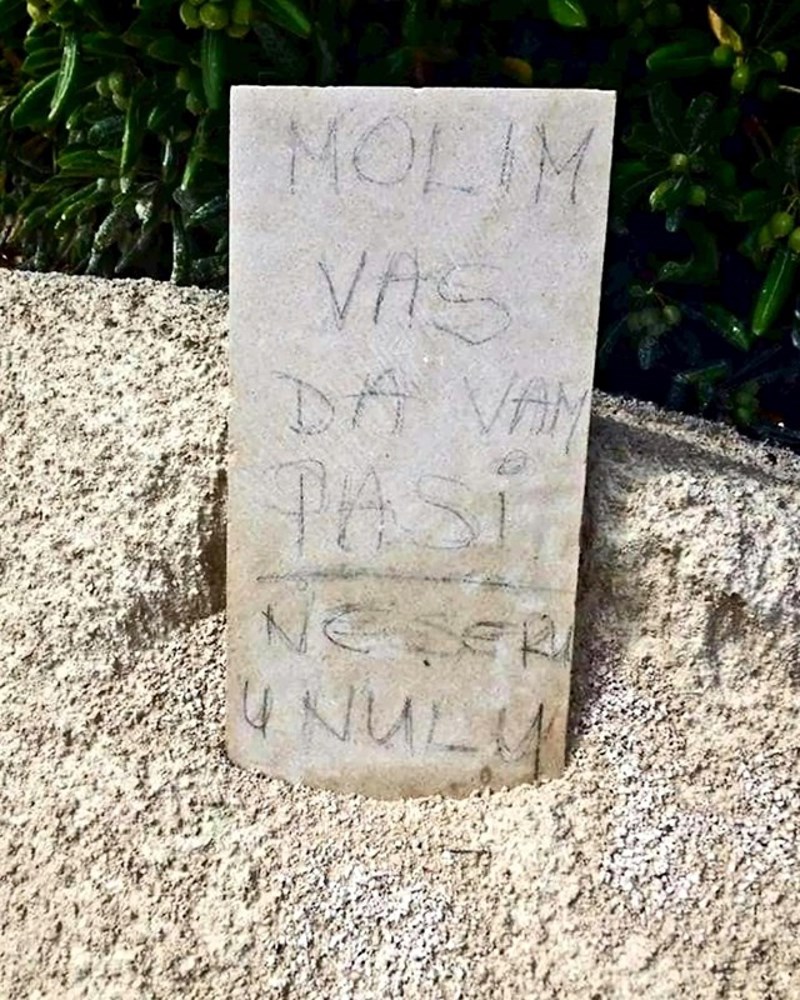 MOLIM
VAS
DA VAM
PASi
NE SERU
U NULU